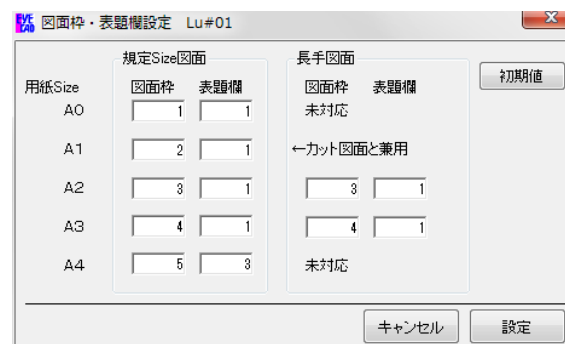 EYE CAD 図面枠・表題欄設定 Lu#01 X
規定Size図面 長手図面
用紙Size 図面枠 表題欄 図面枠 表題欄 初期値
A0 1 1 未対応
A1 2 1 ←カット図面と兼用
A2 3 1 3 1
A3 4 1 4 1
A4 5 3 未対応
キャンセル 設定